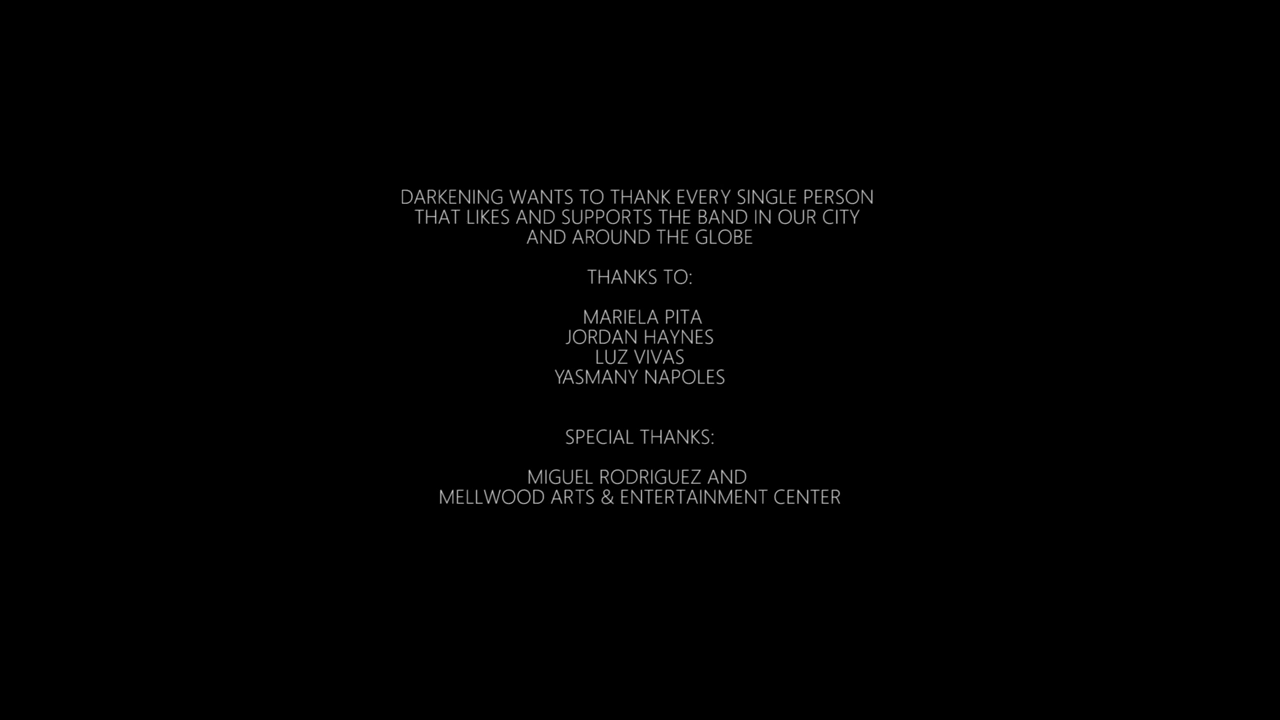 DARKENING WANTS TO THANK EVERY SINGLE PERSON
THAT LIKES AND SUPPORTS THE BAND IN OUR CITY
AND AROUND THE GLOBE
THANKS TO:
MARIELA PITA
JORDAN HAYNES
LUZ VIVAS
YASMANY NAPOLES
SPECIAL THANKS:
MIGUEL RODRIGUEZ AND
MELLWOOD ARTS & ENTERTAINMENT CENTER